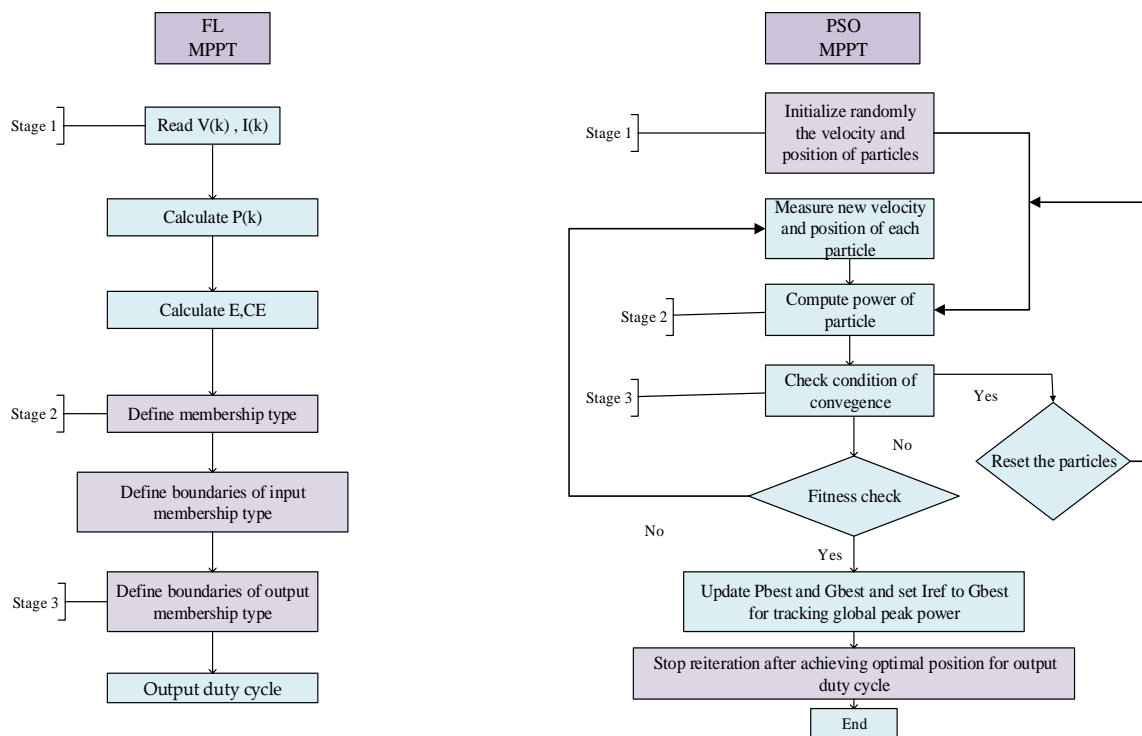 FL
MPPT
Stage 1
Read V(k) , I(k)
Calculate P(k)
Calculate E,CE
Stage 2
Define membership type
Define boundaries of input
membership type
Stage 3
Define boundaries of output
membership type
Output duty cycle
PSO
MPPT
Stage 1
Initialize randomly
the velocity and
position of particles
Measure new velocity
and position of each
particle
Stage 2
Compute power of
particle
Stage 3
Check condition of
convegence
Yes
Reset the particles
No
Fitness check
No
Yes
Update Pbest and Gbest and set Iref to Gbest
for tracking global peak power
Stop reiteration after achieving optimal position for output
duty cycle
End